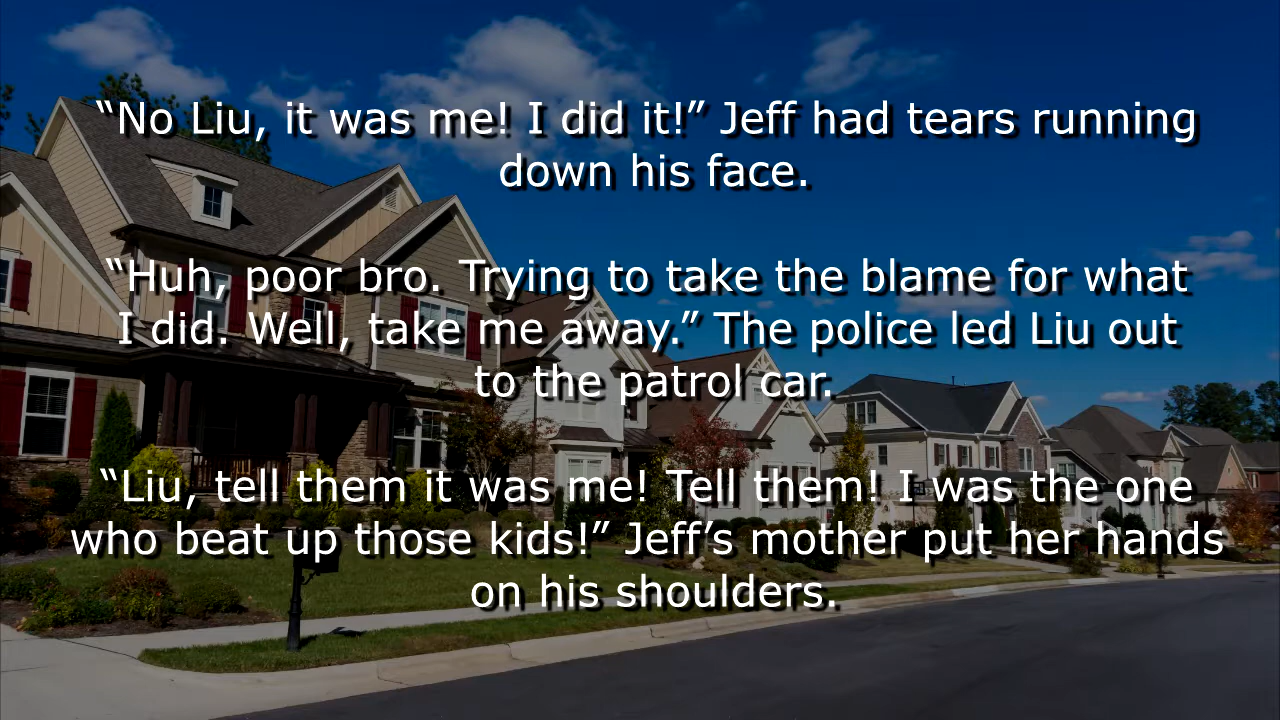 “No Liu, it was me! I did it!” Jeff had tears running
down his face.
“Huh, poor bro. Trying to take the blame for what
I did. Well, take me away.” The police led Liu out
to the patrol car.
“Liu, tell them it was me! Tell them! I was the one
who beat up those kids!” Jeff’s mother put her hands
on his shoulders.